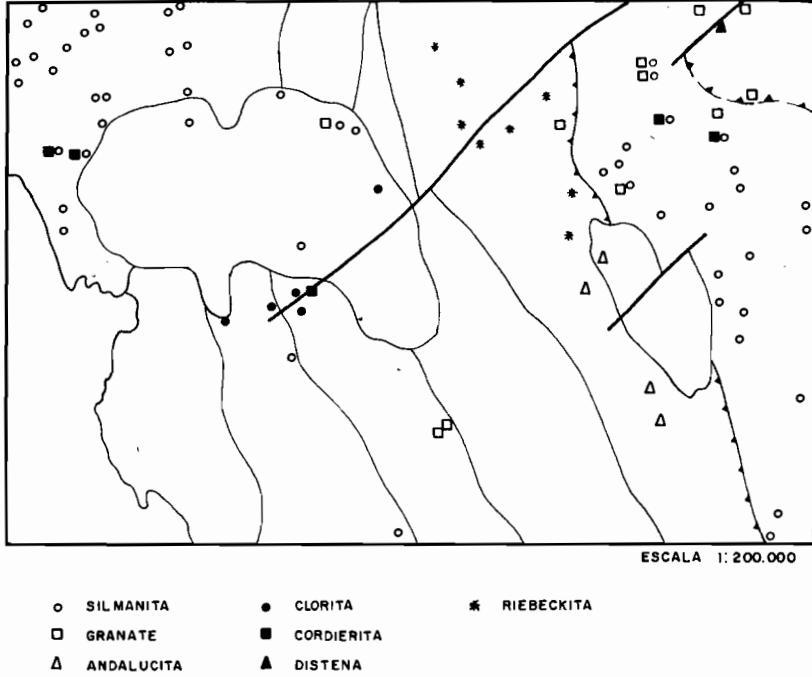 ESCALA 1:200.000
SILMANITA CLORITA RIEBECKITA
GRANATE CORDIERITA
ANDALUCITA DISTENA